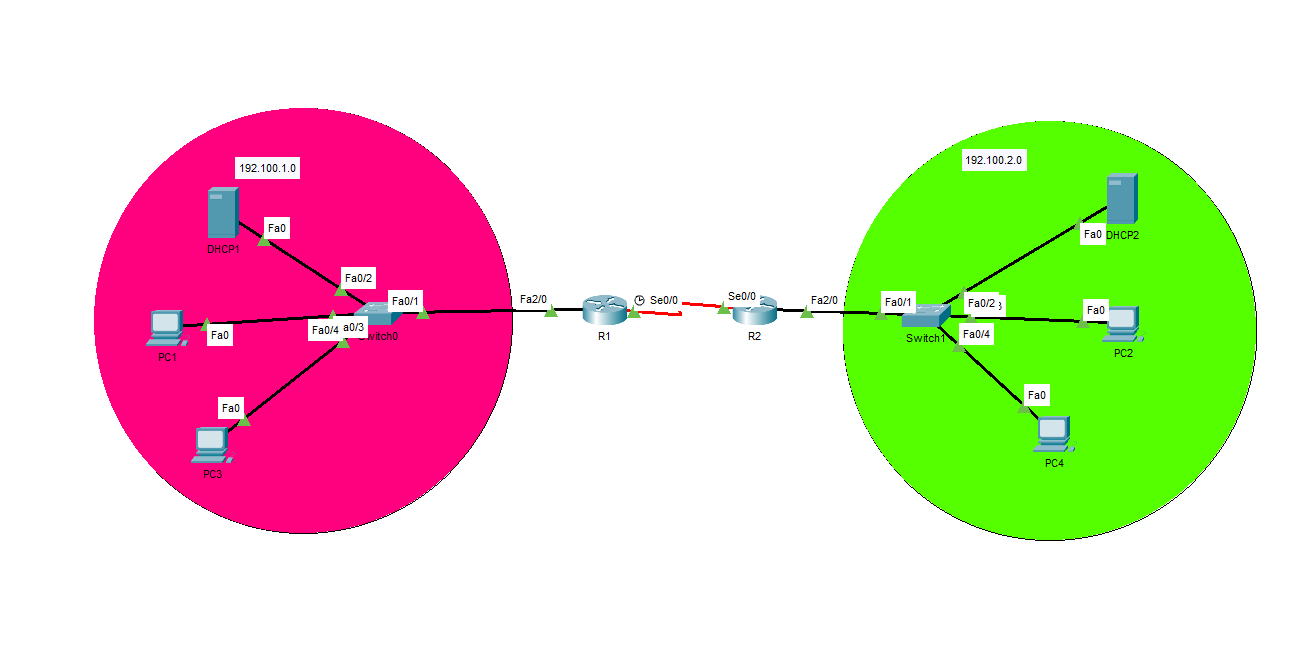 192.100.1.0
DHCP1
Fa0
Fa0/2
Fa0/1
Fa0/4
a0/3
Switch0
Fa0
PC1
Fa0
PC3
Fa2/0
R1
Se0/0
Se0/0
R2
Fa2/0
192.100.2.0
DHCP2
Fa0
Fa0/1
Fa0/2
Switch1
Fa0/4
Fa0
PC2
Fa0
PC4